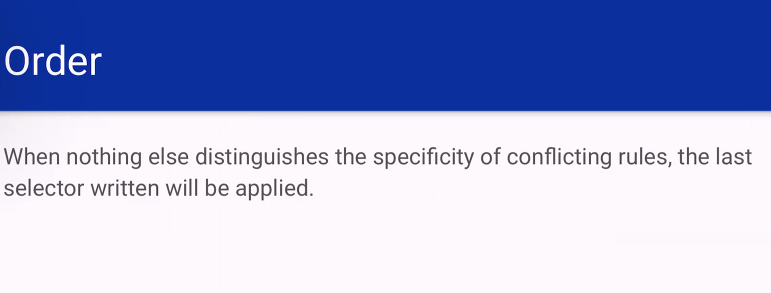 Order
When nothing else distinguishes the specificity of conflicting rules, the last
selector written will be applied.